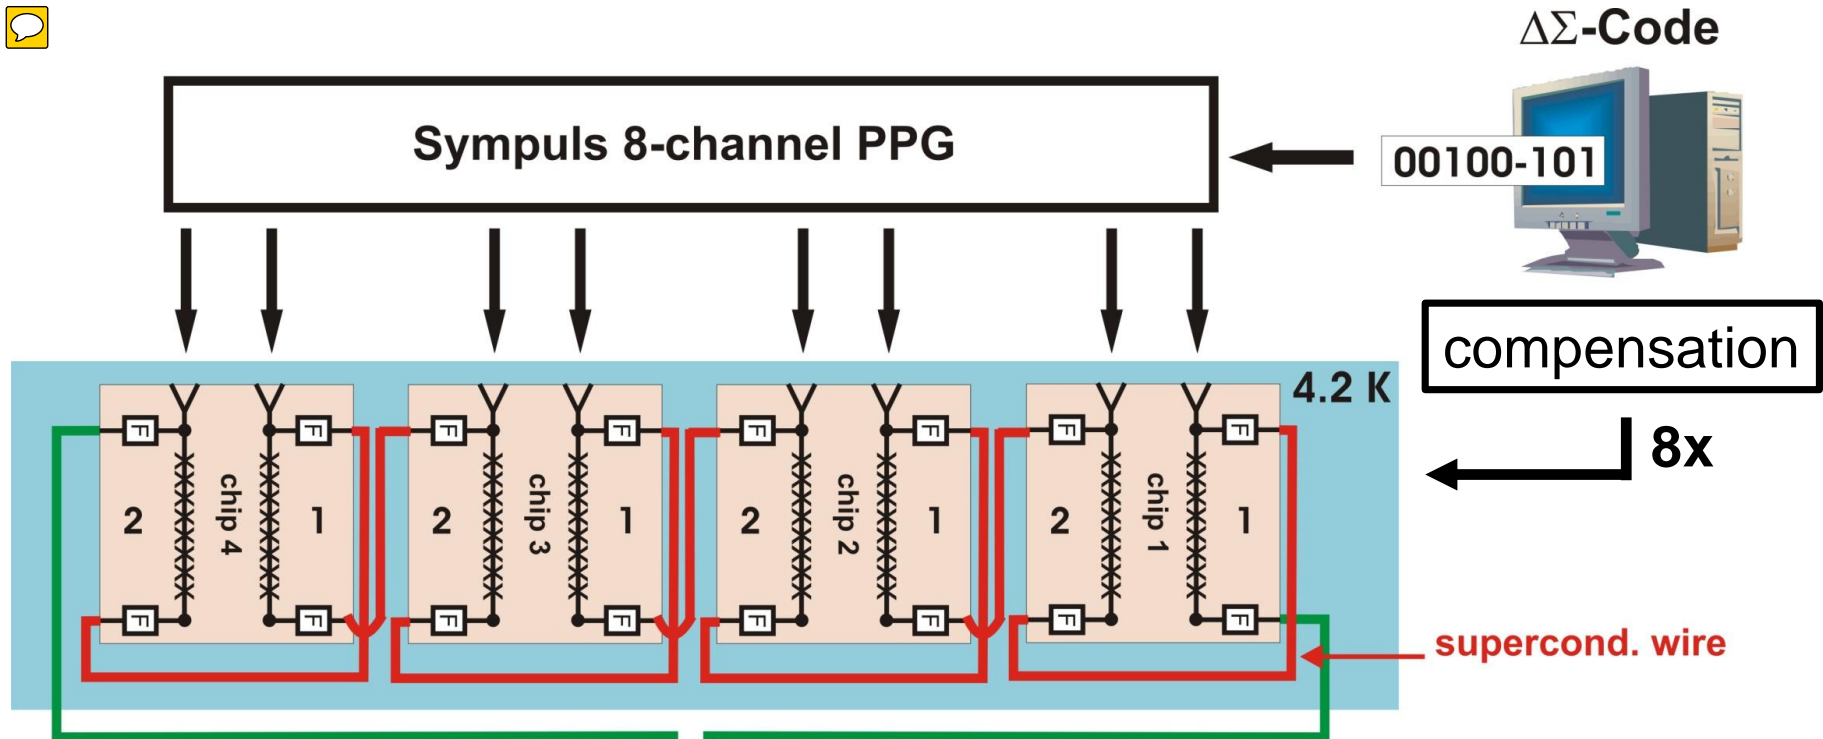 ΔΣ-Code
Sympuls 8-channel PPG
00100-101
compensation
4.2 K
8x
F F F F F F F F
2 chip 4 1 2 chip 3 1 2 chip 2 1 2 chip 1 1
F F F F F F F F
supercond. wire